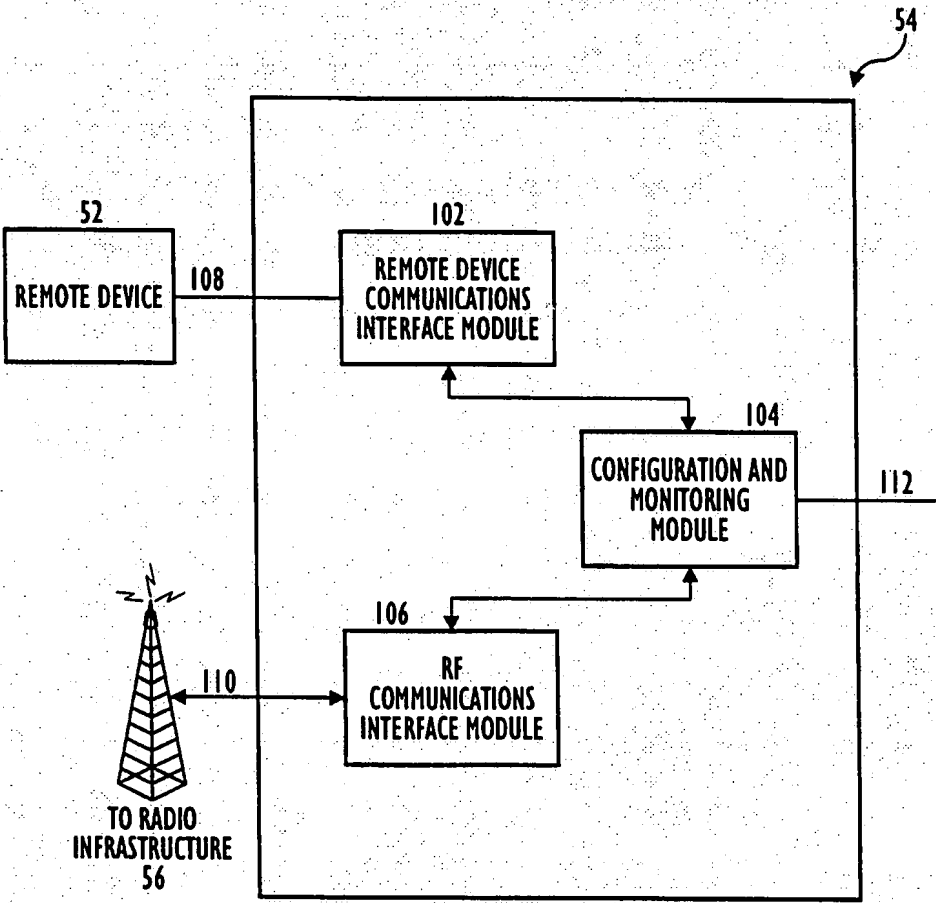 54
52
REMOTE DEVICE
108
102
REMOTE DEVICE
COMMUNICATIONS
INTERFACE MODULE
104
CONFIGURATION AND
MONITORING
MODULE
112
106
RF
COMMUNICATIONS
INTERFACE MODULE
110
TO RADIO
INFRASTRUCTURE
56